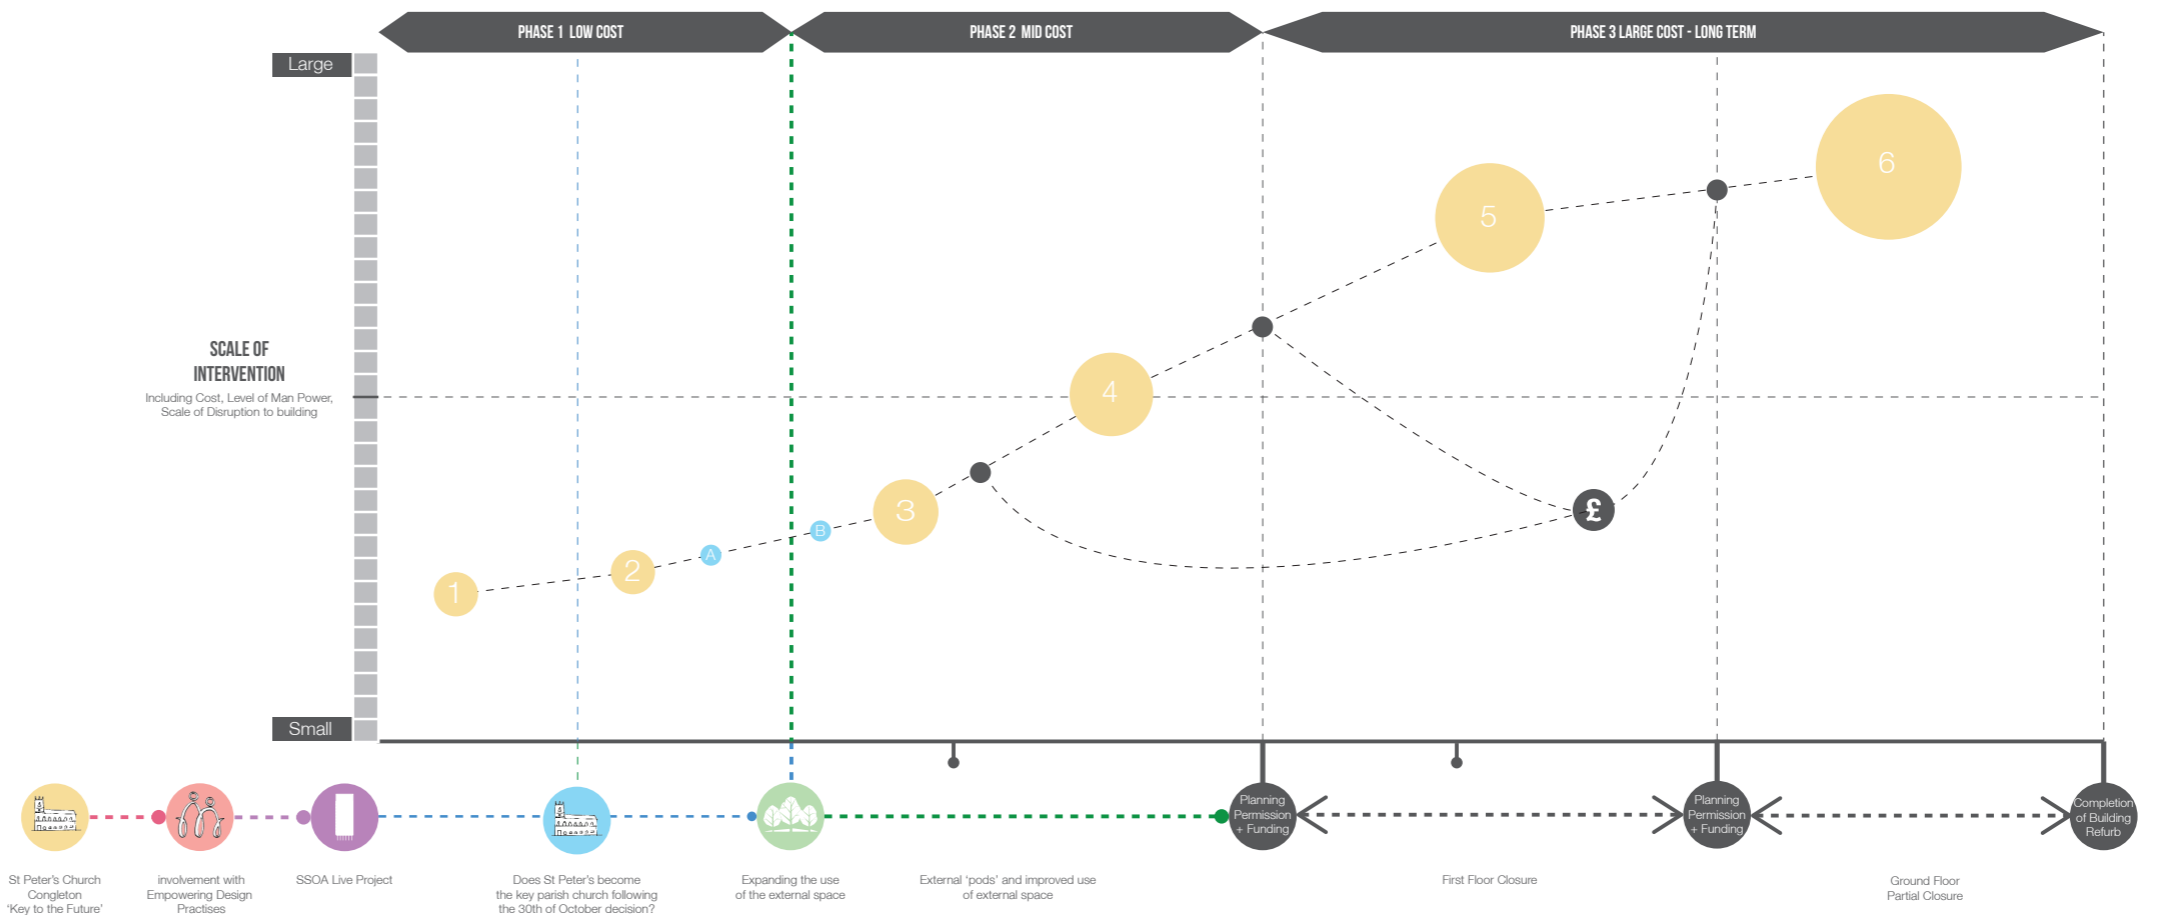 PHASE 1 LOW COST
PHASE 2 MID COST
PHASE 3 LARGE COST - LONG TERM
Large
6
5
SCALE OF
INTERVENTION
Including Cost, Level of Man Power,
Scale of Disruption to building
4
3
£
B
A
2
1
Small
Planning
Permission
+ Funding
Planning
Permission
+ Funding
Completion
of Building
Refurb
St Peter's Church
Congleton
'Key to the Future'
involvement with
Empowering Design
Practises
SSOA Live Project
Does St Peter's become
the key parish church following
the 30th of October decision?
Expanding the use
of the external space
External 'pods' and improved use
of external space
First Floor Closure
Ground Floor
Partial Closure